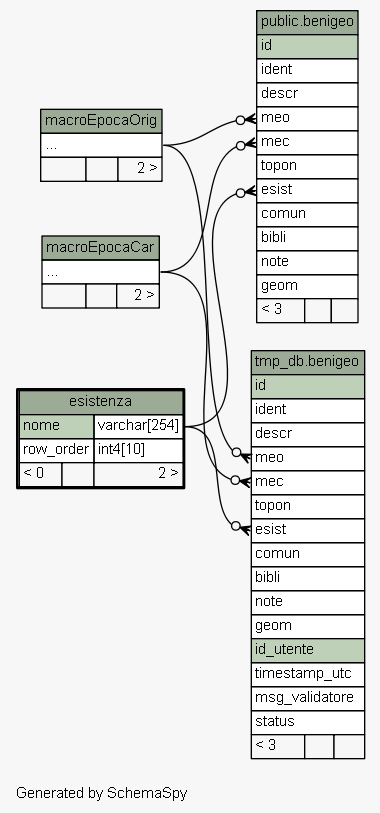 public.benigeo
id
ident
descr
meo
mec
topon
esist
comun
bibli
note
geom
< 3
macroEpocaOrig
...
2 >
macroEpocaCar
...
2 >
esistenza
nome varchar[254]
row_order int4[10]
< 0 2 >
tmp_db.benigeo
id
ident
descr
meo
mec
topon
esist
comun
bibli
note
geom
id_utente
timestamp_utc
msg_validatore
status
< 3
Generated by SchemaSpy